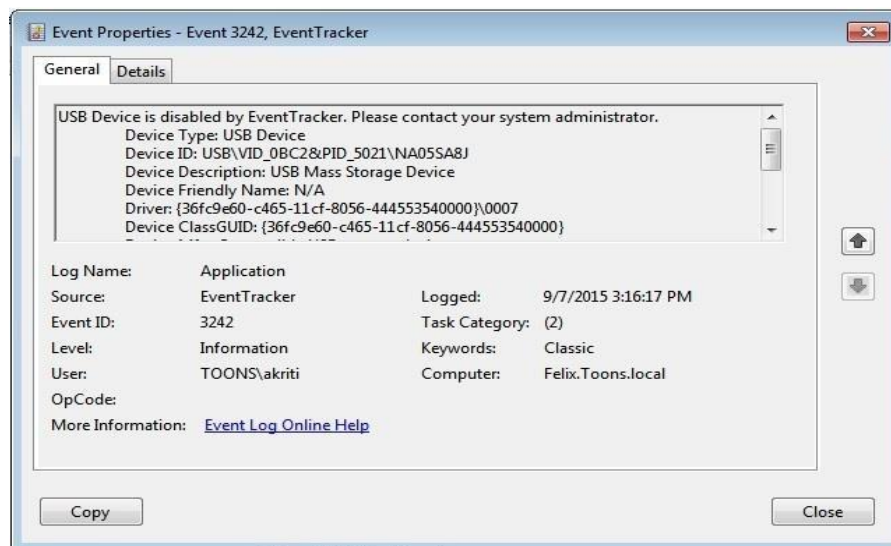 Event Properties - Event 3242, EventTracker
General Details
USB Device is disabled by EventTracker. Please contact your system administrator.
Device Type: USB Device
Device ID: USB\VID_0BC2&PID_5021\NA05SA8J
Device Description: USB Mass Storage Device
Device Friendly Name: N/A
Driver: {36fc9e60-c465-11cf-8056-444553540000}\0007
Device ClassGUID: {36fc9e60-c465-11cf-8056-444553540000}
Log Name: Application
Source: EventTracker Logged: 9/7/2015 3:16:17 PM
Event ID: 3242 Task Category: (2)
Level: Information Keywords: Classic
User: TOONS\akriti Computer: Felix.Toons.local
OpCode:
More Information: Event Log Online Help
Copy Close